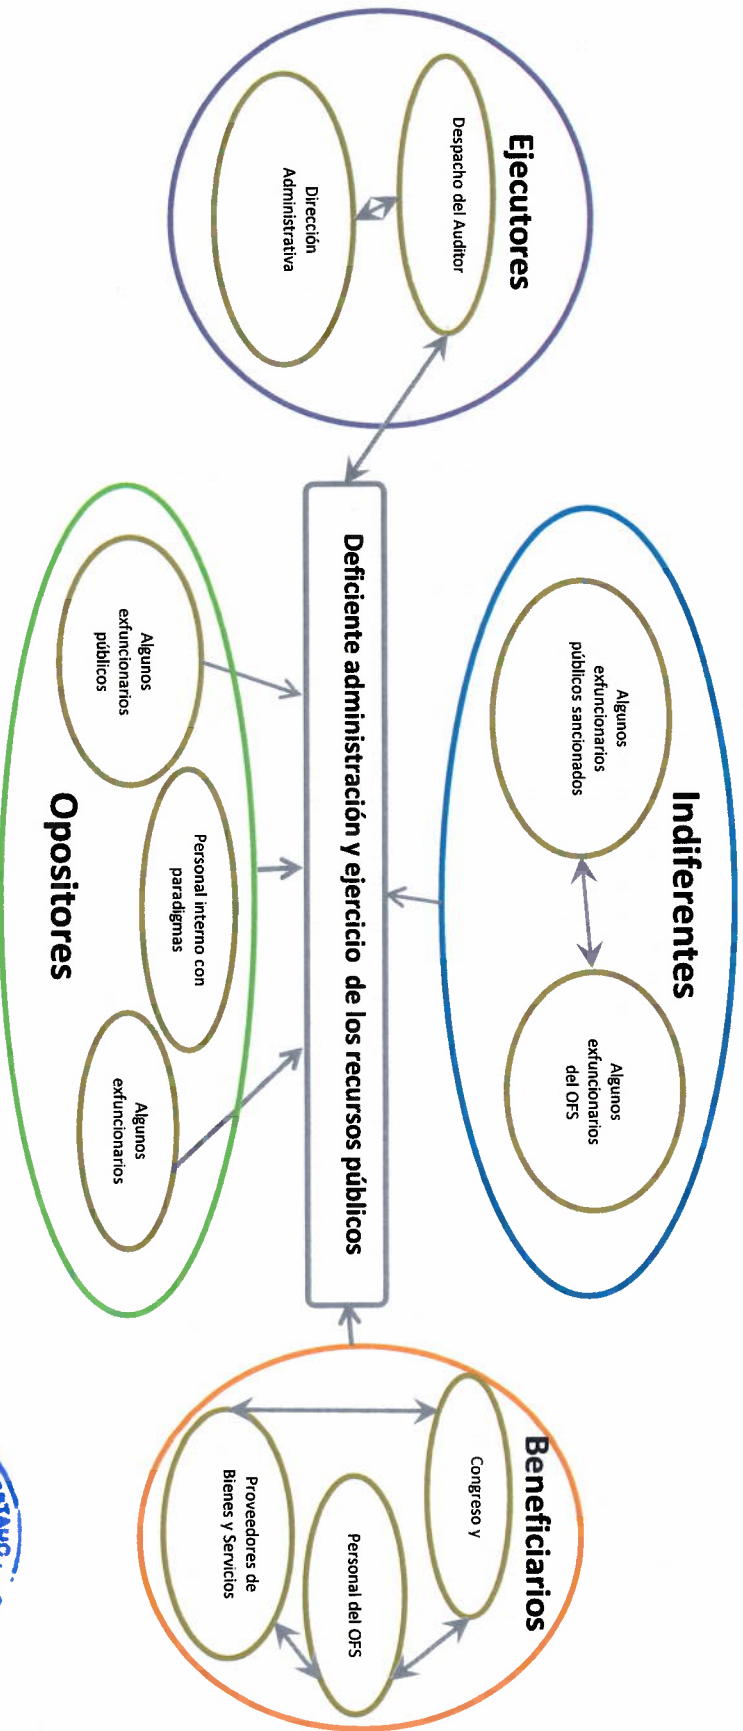 Indiferentes
Algunos
exfuncionarios
públicos sancionados
Algunos
exfuncionarios
del OFS
Ejecutores
Despacho del Auditor
Dirección
Administrativa
Deficiente administración y ejercicio de los recursos públicos
Beneficiarios
Congreso y
Personal del OFS
Proveedores de
Bienes y Servicios
Algunos
exfuncionarios
públicos
Personal interno con
paradigmas
Algunos
exfuncionarios
Opositores